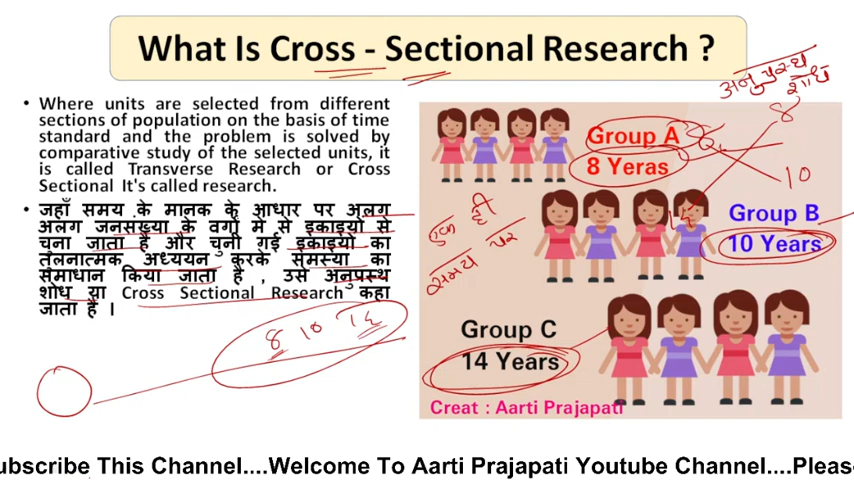 What Is Cross - Sectional Research ?
• Where units are selected from different
sections of population on the basis of time
standard and the problem is solved by
comparative study of the selected units, it
is called Transverse Research or Cross
Sectional It's called research.
• जहाँ समय के मानक के आधार पर अलग
अलग जनसंख्या के वर्गो में से इकाइयों से
चुना जाता है और चुनी गई इकाइयों का
तुलनात्मक अध्ययन करके समस्या का
समाधान किया जाता है , उसे अनुपस्थ
शोध या Cross Sectional Research कहा
जाता है ।
8 10 14
अनुप्रस्थ
शोध
8
10
Group A
8 Yeras
एक ही
समय पर
Group B
10 Years
Group C
14 Years
Creat : Aarti Prajapati
ubscribe This Channel....Welcome To Aarti Prajapati Youtube Channel....Pleas